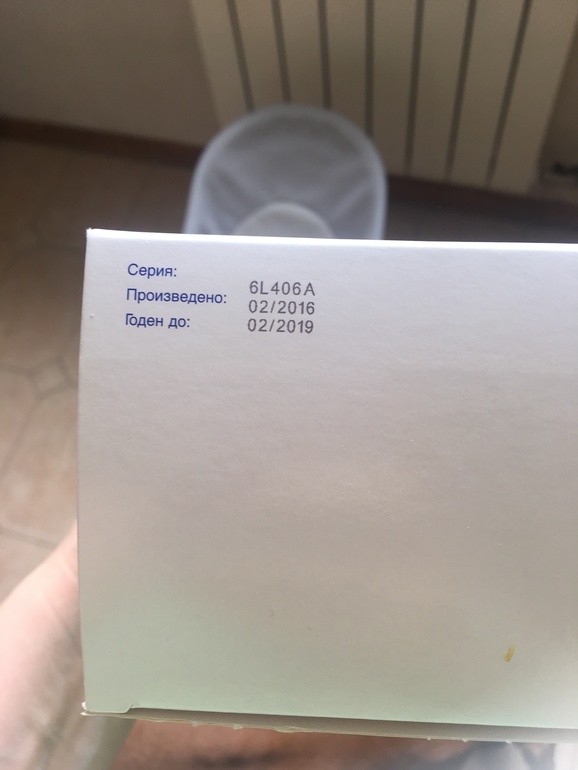 Серия: 6L406A
Произведено: 02/2016
Годен до: 02/2019